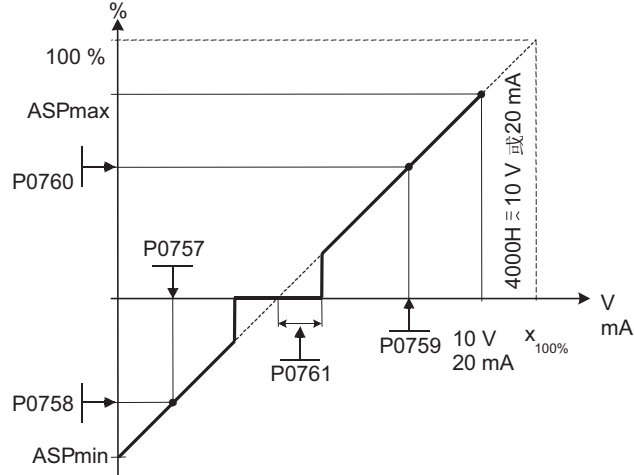 %
100 %
ASPmax
P0760
P0757
4000H ≙ 10 V 或 20 mA
V
mA
P0759
10 V
20 mA
x100%
P0761
P0758
ASPmin